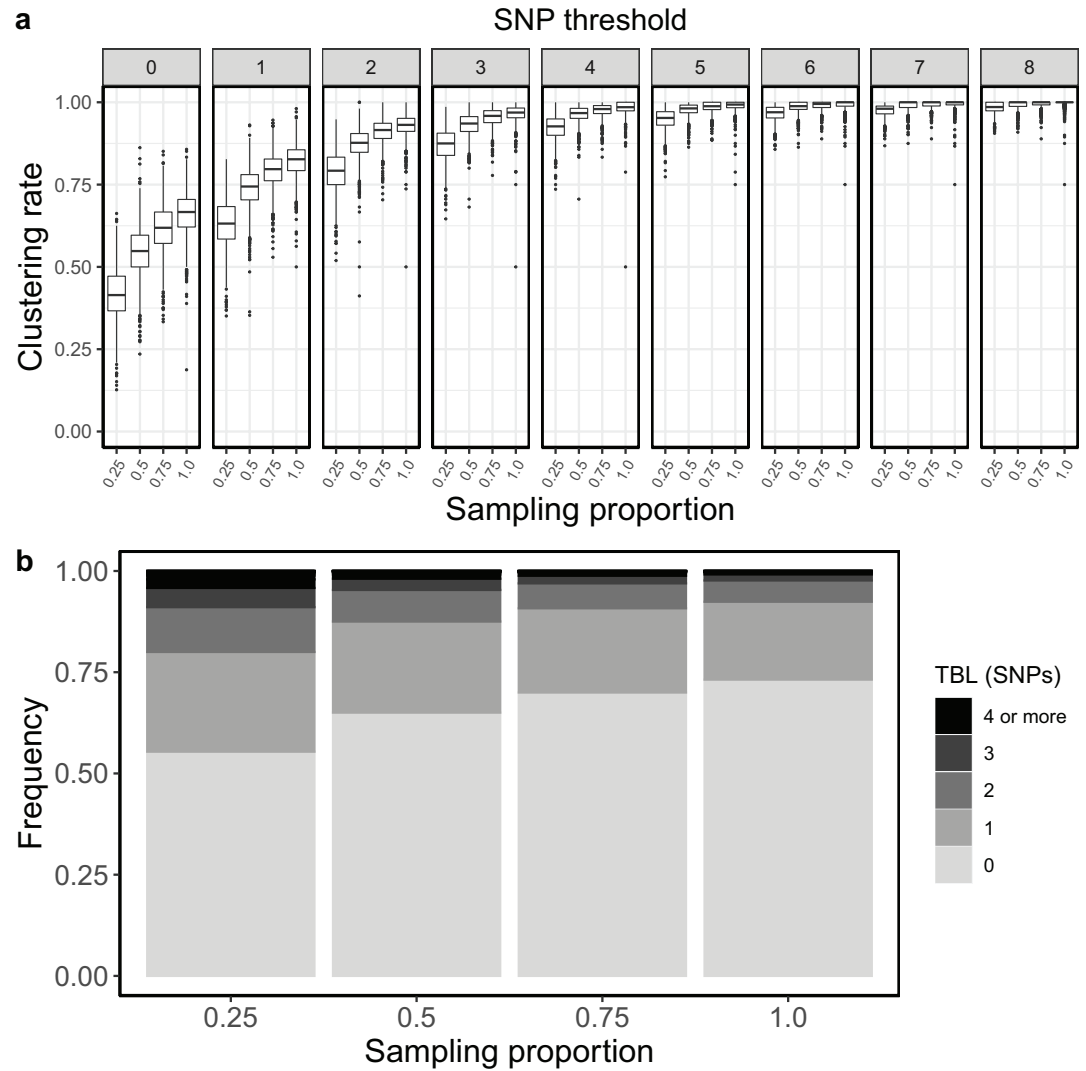 a
SNP threshold
0 1 2 3 4 5 6 7 8
Clustering rate
1.00
0.75
0.50
0.25
0.00
0.25 0.5 0.75 1.0 0.25 0.5 0.75 1.0 0.25 0.5 0.75 1.0 0.25 0.5 0.75 1.0 0.25 0.5 0.75 1.0 0.25 0.5 0.75 1.0 0.25 0.5 0.75 1.0 0.25 0.5 0.75 1.0 0.25 0.5 0.75 1.0
Sampling proportion
b
Frequency
1.00
0.75
0.50
0.25
0.00
0.25 0.5 0.75 1.0
Sampling proportion
TBL (SNPs)
4 or more
3
2
1
0